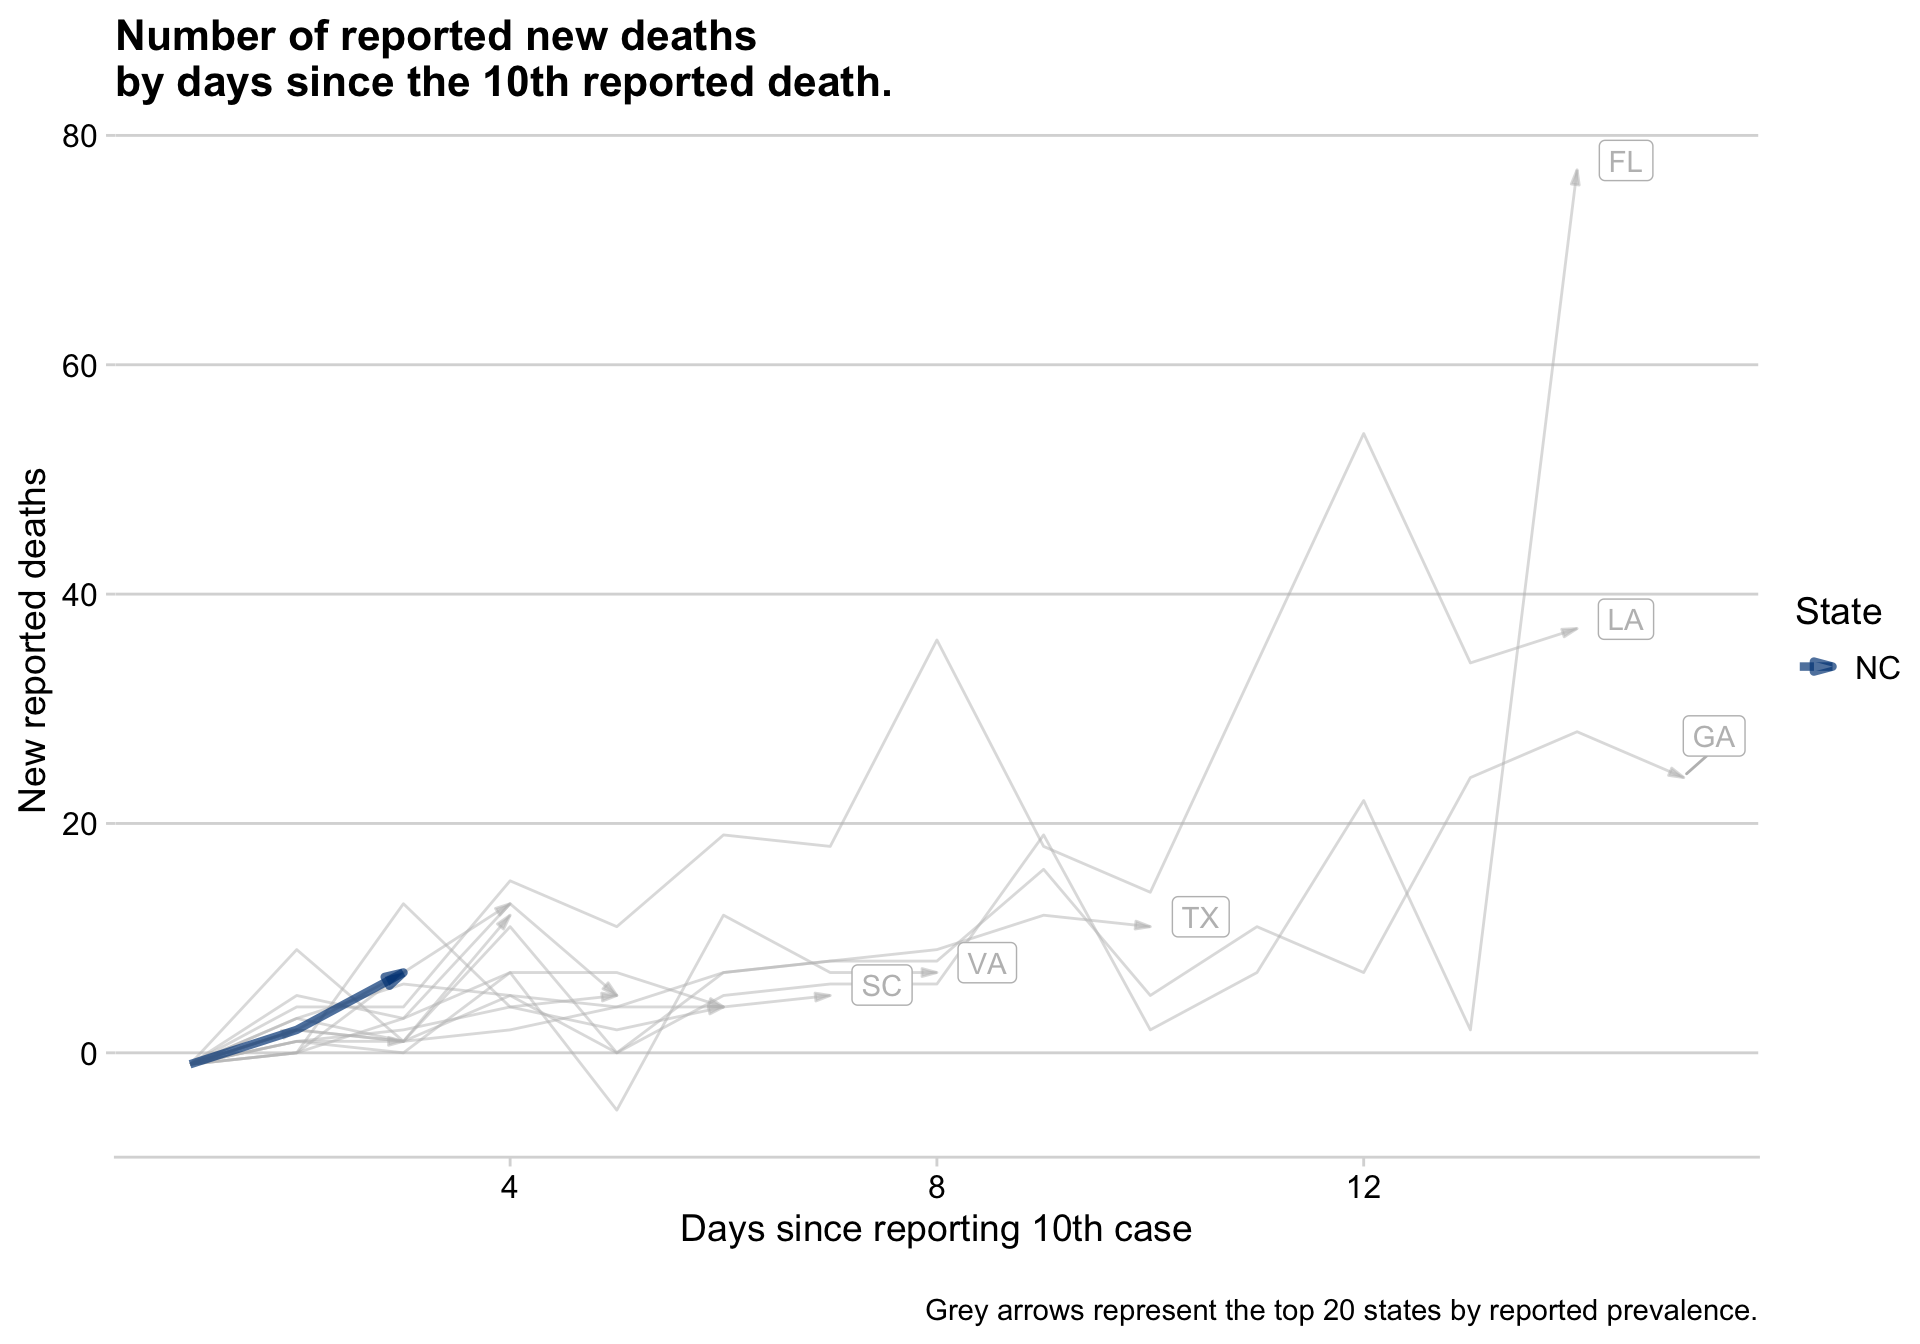 Number of reported new deaths
by days since the 10th reported death.
80
60
40
20
0
New reported deaths
FL
LA
GA
TX
VA
SC
State
NC
4
8
12
Days since reporting 10th case
Grey arrows represent the top 20 states by reported prevalence.